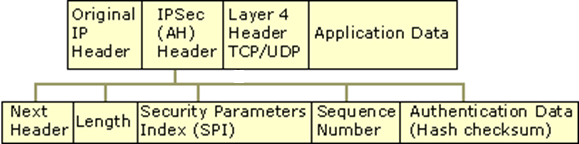 Original
IP
Header
IPSec
(AH)
Header
Layer 4
Header
TCP/UDP
Application Data
Next
Header
Length
Security Parameters
Index (SPI)
Sequence
Number
Authentication Data
(Hash checksum)